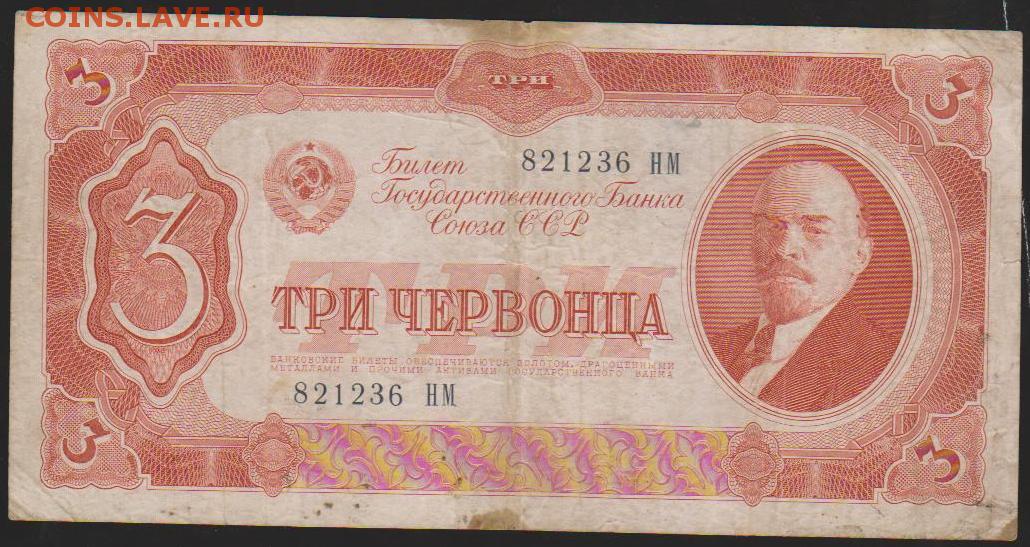 COINS.LAVE.RU
3 ТРИ 3
Билет 821236 НМ
Государственного Банка
Союза ССР
3
ТРИ
ТРИ ЧЕРВОНЦА
БАНКОВСКИЕ БИЛЕТЫ ОБЕСПЕЧИВАЮТСЯ ЗОЛОТОМ, ДРАГОЦЕННЫМИ
МЕТАЛЛАМИ И ПРОЧИМИ АКТИВАМИ ГОСУДАРСТВЕННОГО БАНКА
821236 НМ
3 3